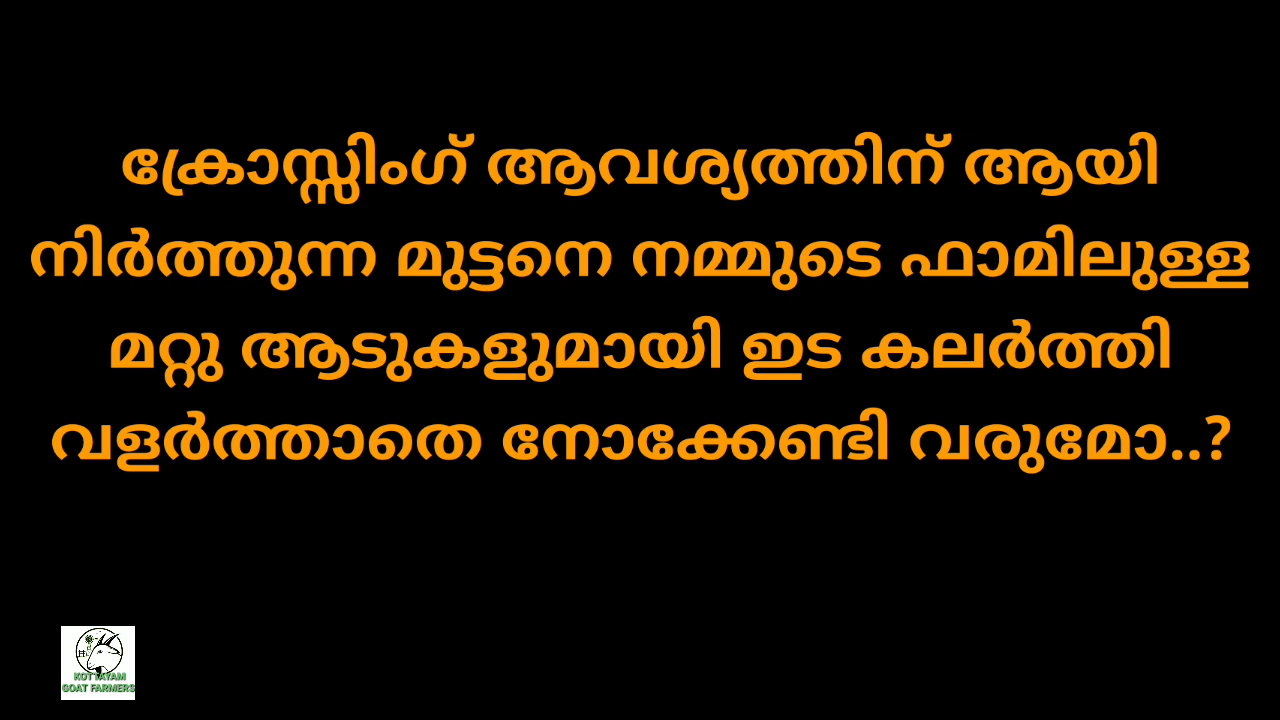 ക്രോസ്സിംഗ് ആവശ്യത്തിന് ആയി
നിർത്തുന്ന മുട്ടനെ നമ്മുടെ ഫാമിലുള്ള
മറ്റു ആടുകളുമായി ഇട കലർത്തി
വളർത്താതെ നോക്കേണ്ടി വരുമോ..?
KOTTAYAM
GOAT FARMERS